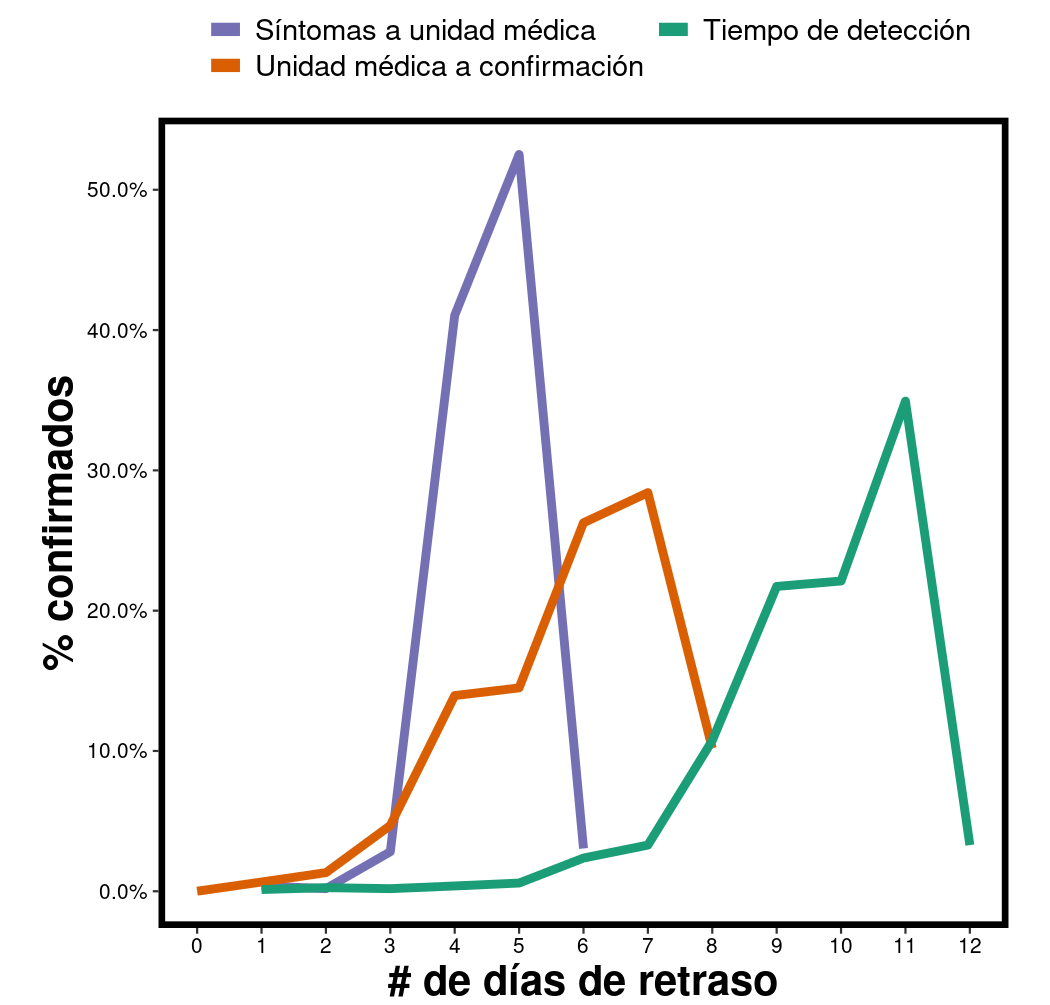 Síntomas a unidad médica
Tiempo de detección
Unidad médica a confirmación
50.0%
40.0%
30.0%
20.0%
10.0%
0.0%
% confirmados
0 1 2 3 4 5 6 7 8 9 10 11 12
# de días de retraso